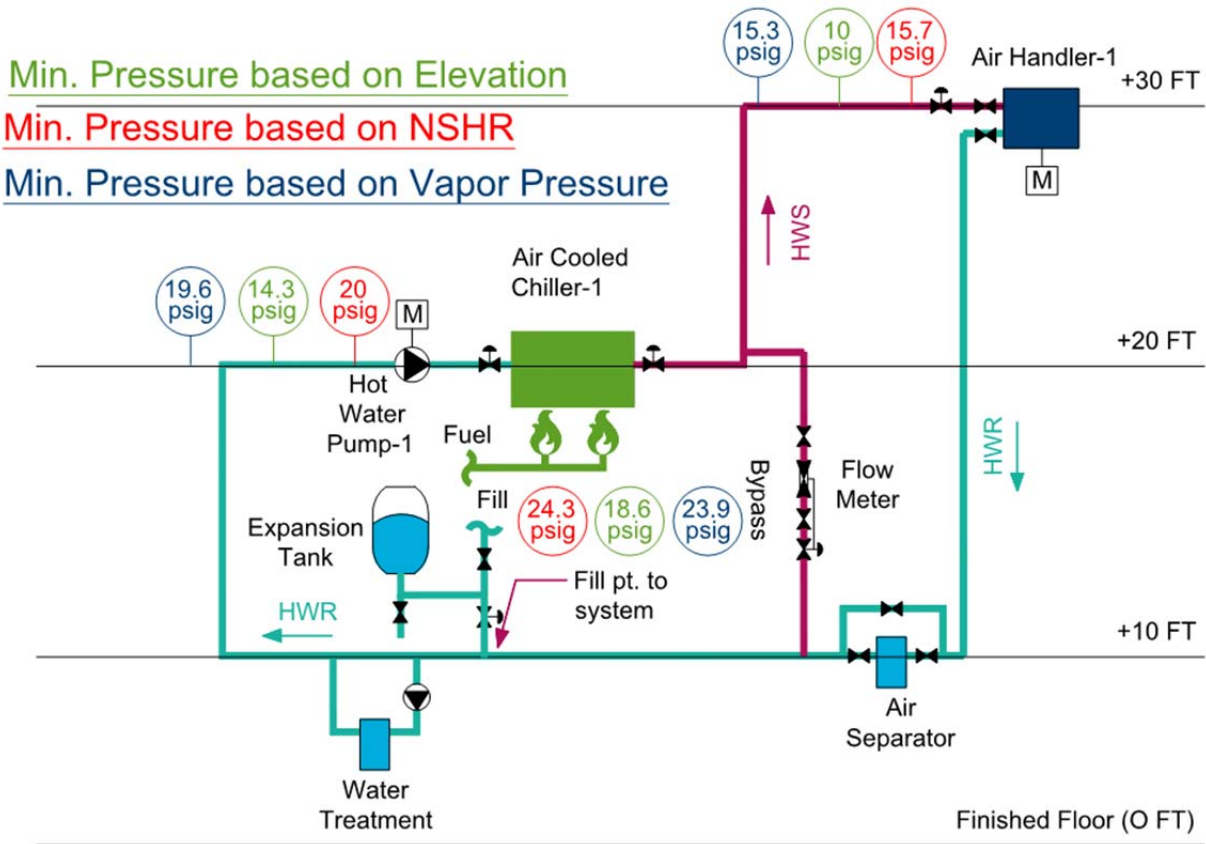 Min. Pressure based on Elevation
Min. Pressure based on NSHR
Min. Pressure based on Vapor Pressure
15.3
psig
10
psig
15.7
psig
Air Handler-1
+30 FT
M
HWS
19.6
psig
14.3
psig
20
psig
M
Air Cooled
Chiller-1
+20 FT
Hot
Water
Pump-1
Fuel
HWR
Bypass
Flow
Meter
Expansion
Tank
Fill
24.3
psig
18.6
psig
23.9
psig
Fill pt. to
system
HWR
+10 FT
Air
Separator
Water
Treatment
Finished Floor (O FT)